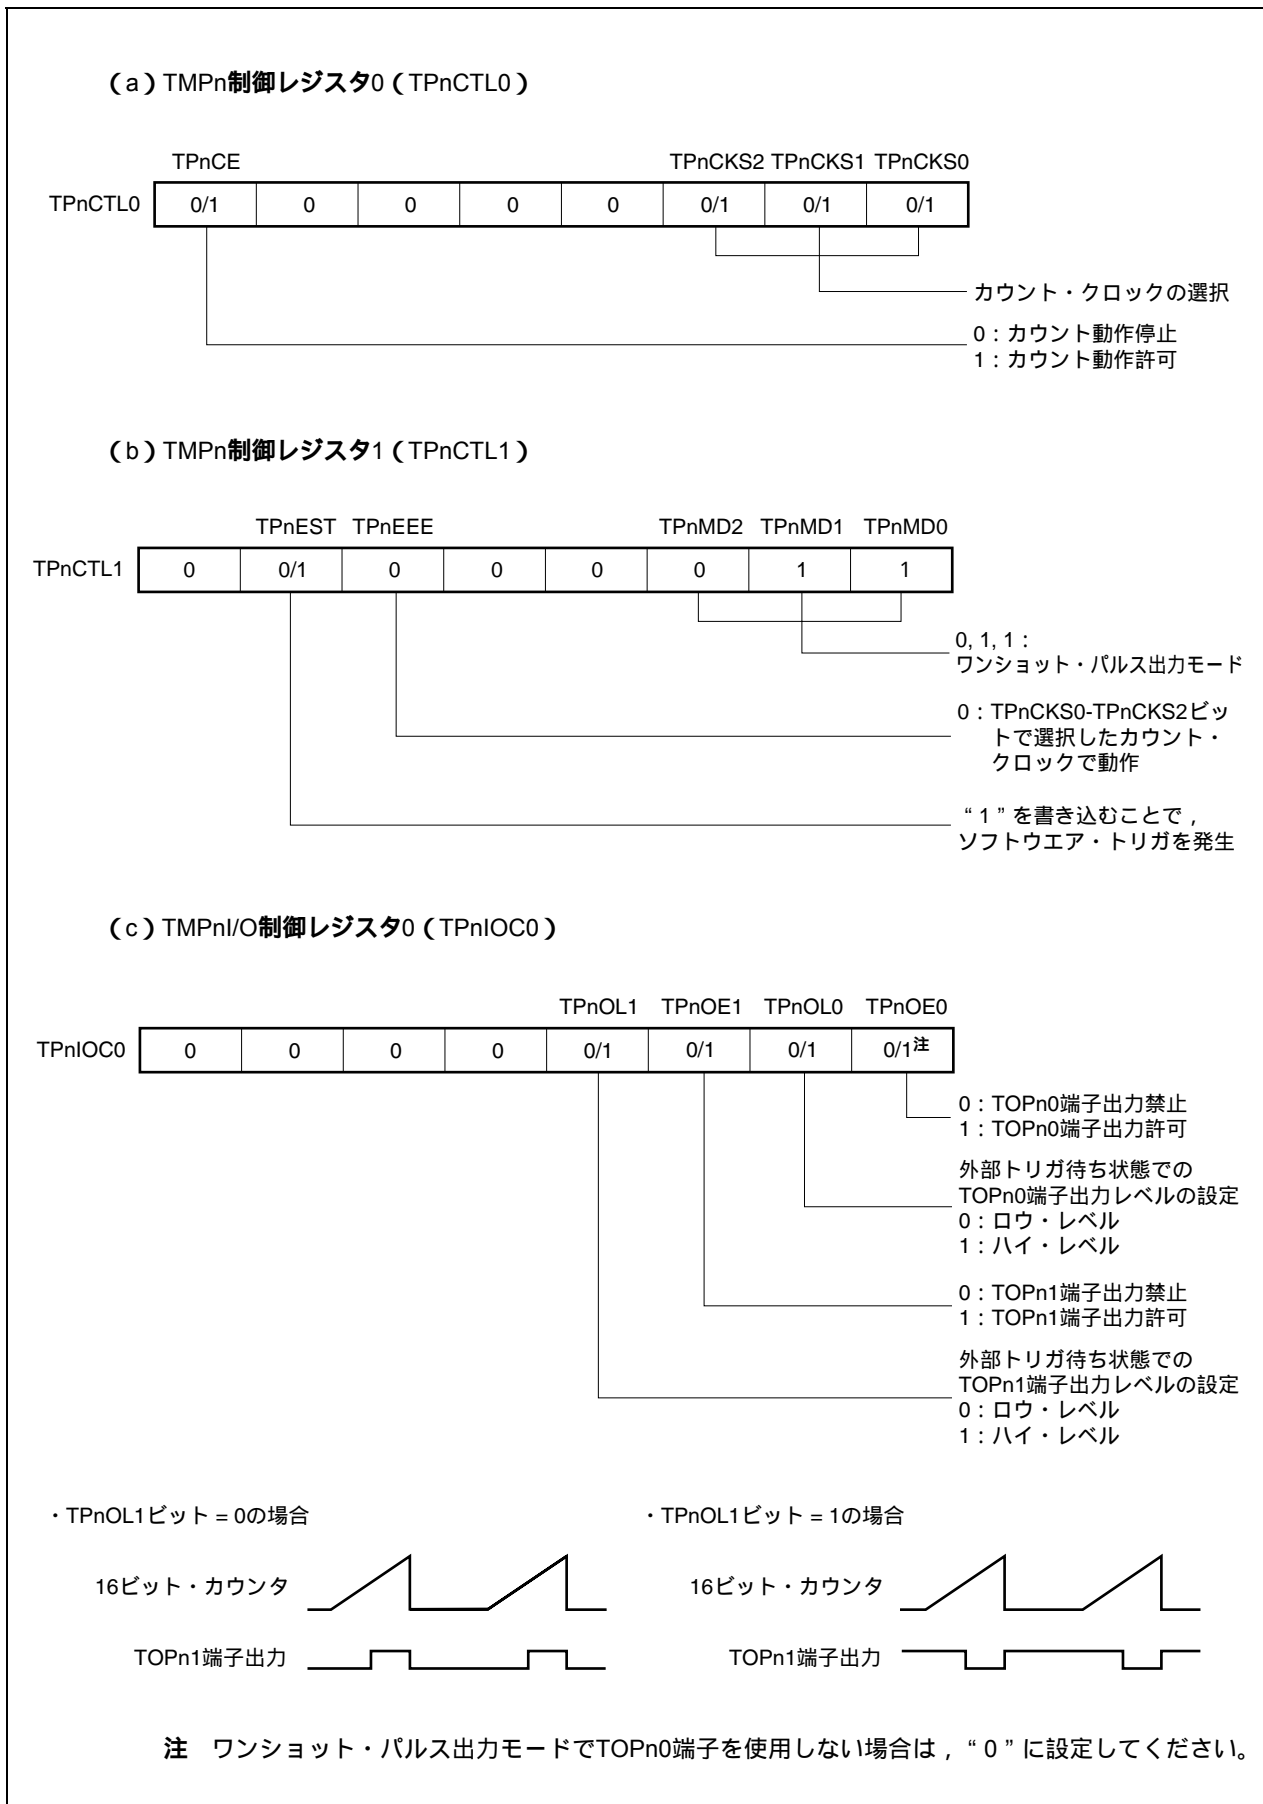 （a）TMPn制御レジスタ0（TPnCTL0）
TPnCE TPnCKS2 TPnCKS1 TPnCKS0
TPnCTL0 0/1 0 0 0 0 0/1 0/1 0/1
カウント・クロックの選択
0：カウント動作停止
1：カウント動作許可
（b）TMPn制御レジスタ1（TPnCTL1）
TPnEST TPnEEE TPnMD2 TPnMD1 TPnMD0
TPnCTL1 0 0/1 0 0 0 0 1 1
0, 1, 1：
ワンショット・パルス出力モード
0：TPnCKS0-TPnCKS2ビッ
トで選択したカウント・
クロックで動作
“1”を書き込むことで，
ソフトウエア・トリガを発生
（c）TMPnI/O制御レジスタ0（TPnIOC0）
TPnOL1 TPnOE1 TPnOL0 TPnOE0
TPnIOC0 0 0 0 0 0/1 0/1 0/1 0/1注
0：TOPn0端子出力禁止
1：TOPn0端子出力許可
外部トリガ待ち状態での
TOPn0端子出力レベルの設定
0：ロウ・レベル
1：ハイ・レベル
0：TOPn1端子出力禁止
1：TOPn1端子出力許可
外部トリガ待ち状態での
TOPn1端子出力レベルの設定
0：ロウ・レベル
1：ハイ・レベル
・TPnOL1ビット = 0の場合
16ビット・カウンタ
TOPn1端子出力
・TPnOL1ビット = 1の場合
16ビット・カウンタ
TOPn1端子出力
注　ワンショット・パルス出力モードでTOPn0端子を使用しない場合は，“0”に設定してください。